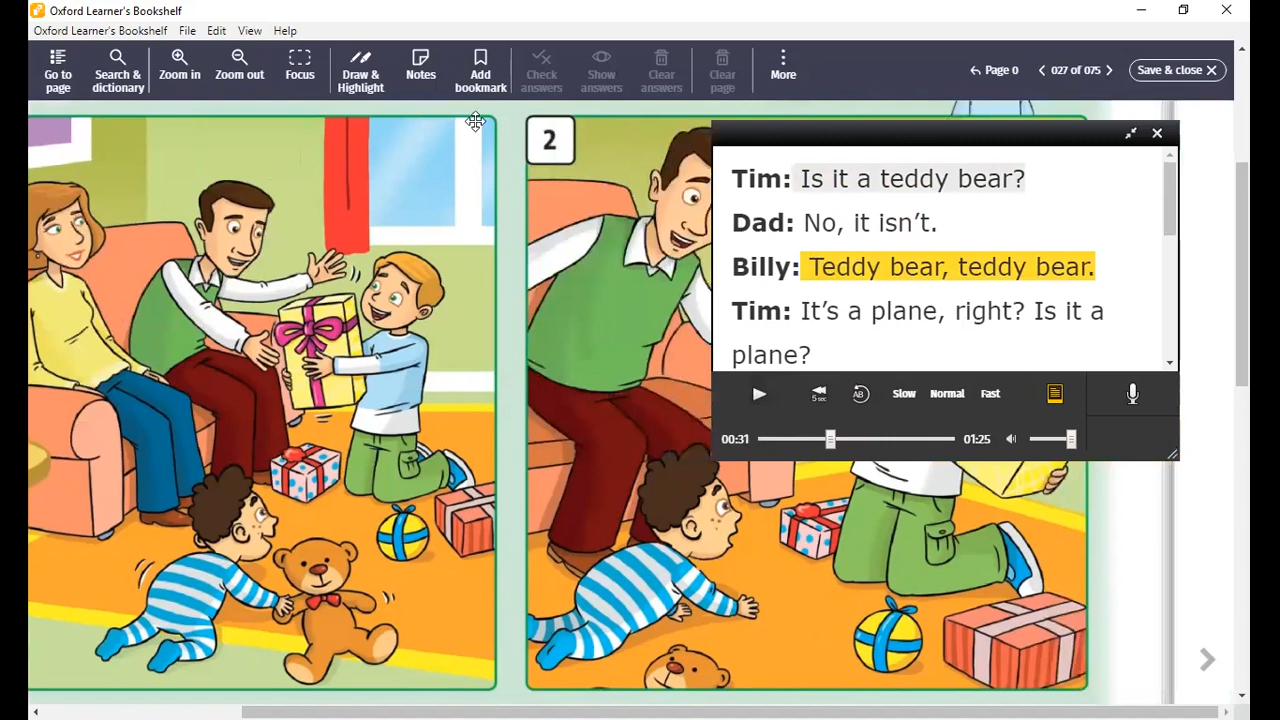 Oxford Learner's Bookshelf
Oxford Learner's Bookshelf File Edit View Help
Go to page
Search & dictionary
Zoom in
Zoom out
Focus
Draw & Highlight
Notes
Add bookmark
Check answers
Show answers
Clear answers
Clear page
More
Page 0
027 of 075
Save & close
2
Tim: Is it a teddy bear?
Dad: No, it isn’t.
Billy: Teddy bear, teddy bear.
Tim: It’s a plane, right? Is it a
plane?
5 sec AB Slow Normal Fast
00:31 01:25